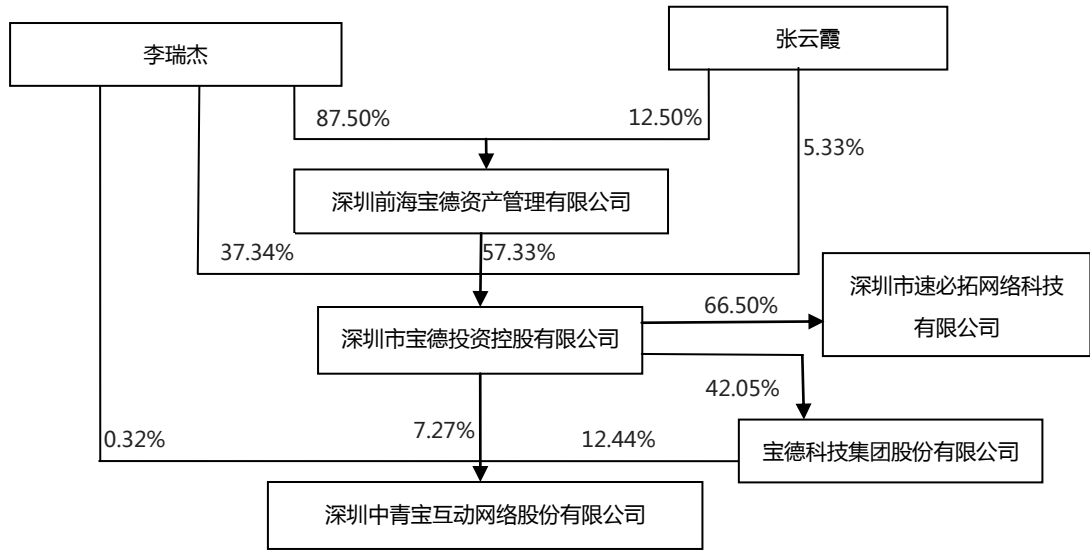 李瑞杰
张云霞
87.50%
12.50%
5.33%
深圳前海宝德资产管理有限公司
37.34%
57.33%
深圳市速必拓网络科技
有限公司
66.50%
深圳市宝德投资控股有限公司
42.05%
0.32%
7.27%
12.44%
宝德科技集团股份有限公司
深圳中青宝互动网络股份有限公司